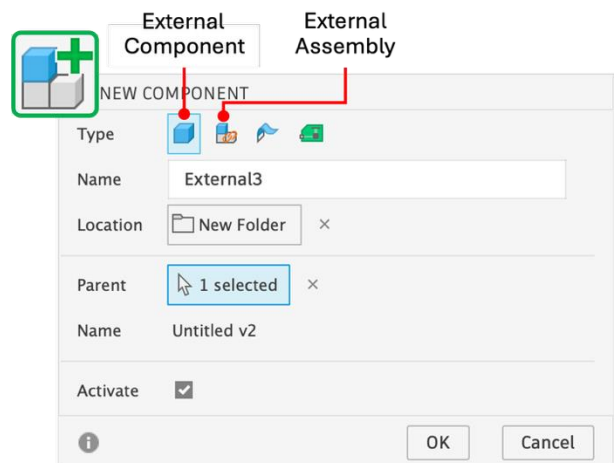 External
Component
External
Assembly
NEW COMPONENT
Type
Name External3
Location New Folder ×
Parent 1 selected ×
Name Untitled v2
Activate
OK Cancel